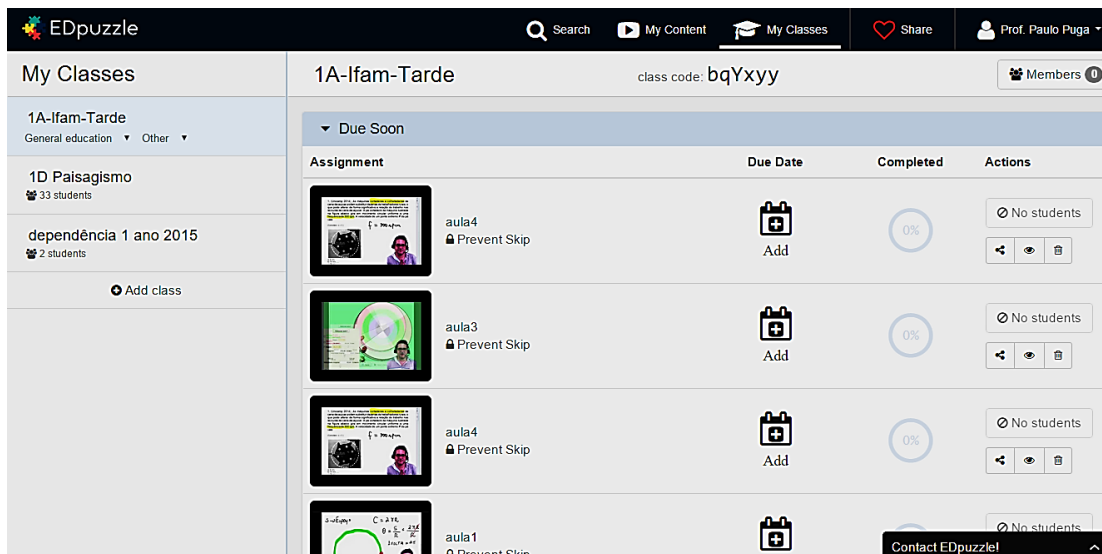 EDpuzzle
Search
My Content
My Classes
Share
Prof. Paulo Puga
My Classes
1A-Ifam-Tarde
class code: bqYxyy
Members 0
1A-Ifam-Tarde
General education Other
1D Paisagismo
33 students
dependência 1 ano 2015
2 students
Add class
Due Soon
Assignment Due Date Completed Actions
aula4
Prevent Skip
Add
0%
No students
aula3
Prevent Skip
Add
0%
No students
aula4
Prevent Skip
Add
0%
No students
aula1
Prevent Skip
No students
Contact EDpuzzle!